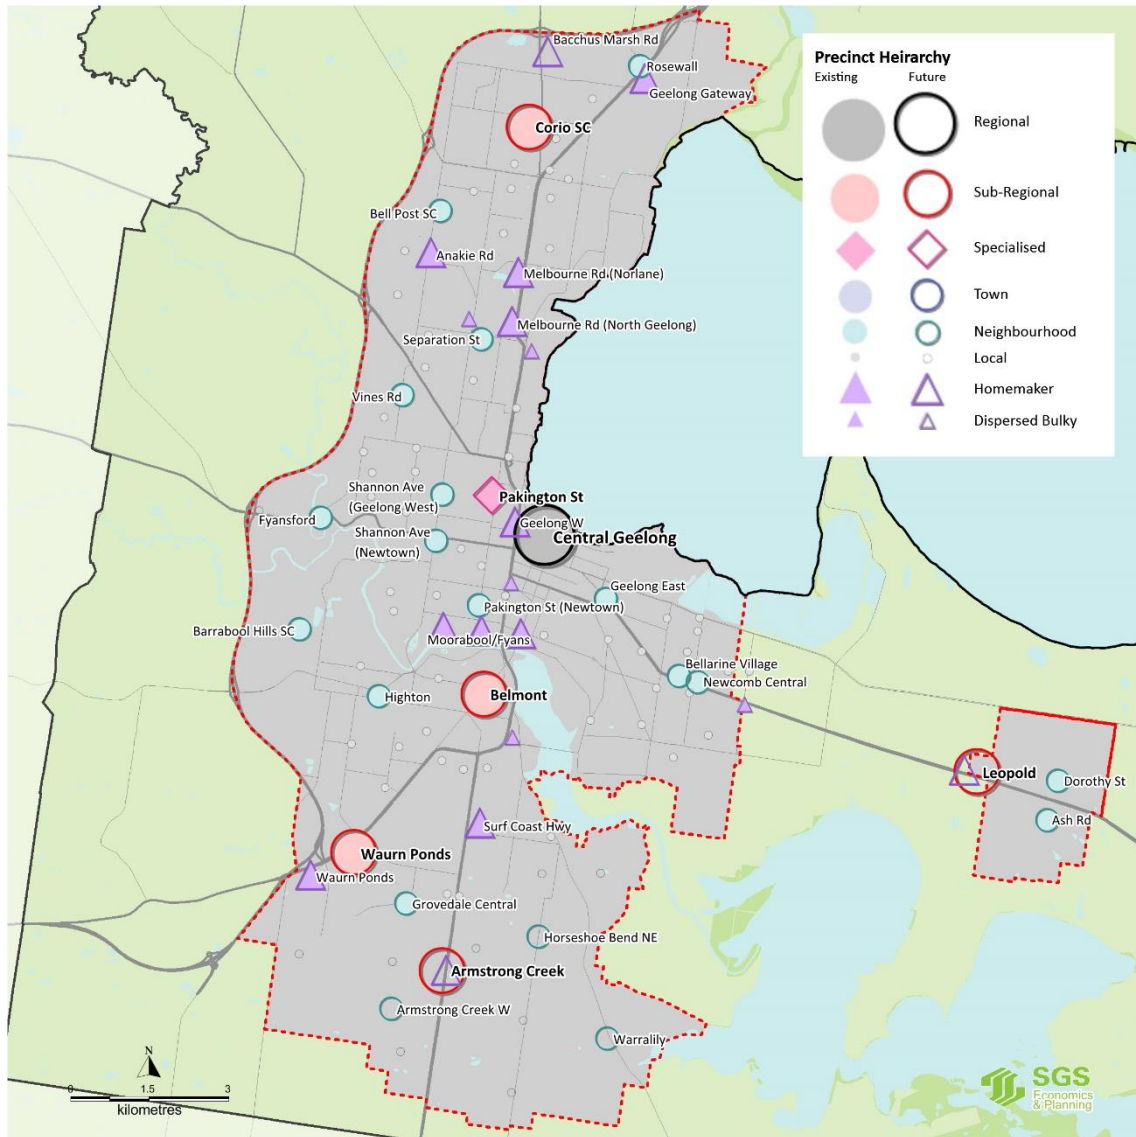 Bacchus Marsh Rd
Rosewall
Geelong Gateway
Corio SC
Bell Post SC
Anakie Rd
Melbourne Rd (Norlane)
Melbourne Rd (North Geelong)
Separation St
Vines Rd
Shannon Ave
(Geelong West)
Pakington St
Fyansford
Geelong W
Shannon Ave
(Newtown)
Central Geelong
Geelong East
Pakington St (Newtown)
Barrabool Hills SC
Moorabool/Fyans
Bellarine Village
Newcomb Central
Highton
Belmont
Leopold
Dorothy St
Ash Rd
Surf Coast Hwy
Waurn Ponds
Waurn Ponds
Grovedale Central
Horseshoe Bend NE
Armstrong Creek
Armstrong Creek W
Warralily
Precinct Heirarchy
Existing Future
Regional
Sub-Regional
Specialised
Town
Neighbourhood
Local
Homemaker
Dispersed Bulky
N
0 1.5 3
kilometres
SGS
Economics
& Planning